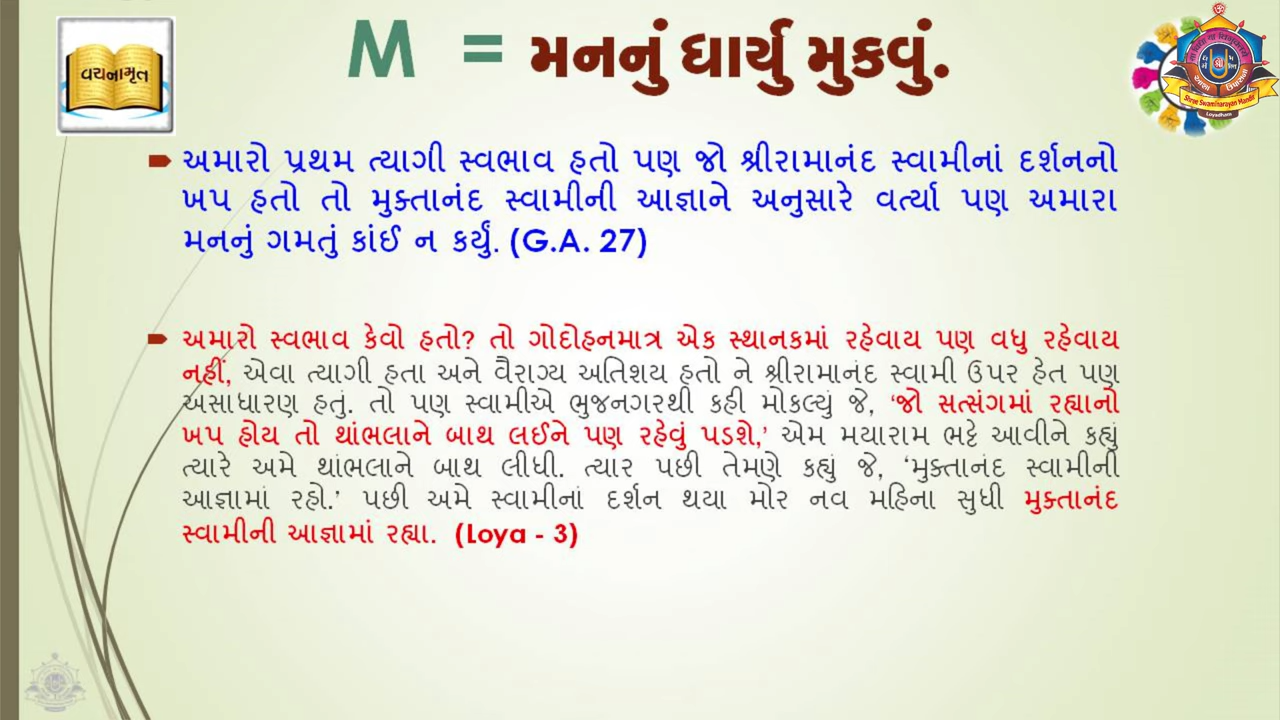 વચનામૃત
M = મનનું ધાર્યુ મુકવું.
અમારો પ્રથમ ત્યાગી સ્વભાવ હતો પણ જો શ્રીરામાનંદ સ્વામીનાં દર્શનનો
ખપ હતો તો મુક્તાનંદ સ્વામીની આજ્ઞાને અનુસારે વર્ત્યા પણ અમારા
મનનું ગમતું કાંઈ ન કર્યું. (G.A. 27)
અમારો સ્વભાવ કેવો હતો? તો ગોદોહનમાત્ર એક સ્થાનકમાં રહેવાય પણ વધુ રહેવાય
નહીં, એવા ત્યાગી હતા અને વૈરાગ્ય અતિશય હતો ને શ્રીરામાનંદ સ્વામી ઉપર હેત પણ
અસાધારણ હતું. તો પણ સ્વામીએ ભુજનગરથી કહી મોકલ્યું જે, ‘જો સત્સંગમાં રહ્યાનો
ખપ હોય તો થાંભલાને બાથ લઈને પણ રહેવું પડશે,’ એમ મયારામ ભટ્ટે આવીને કહ્યું
ત્યારે અમે થાંભલાને બાથ લીધી. ત્યાર પછી તેમણે કહ્યું જે, ‘મુક્તાનંદ સ્વામીની
આજ્ઞામાં રહો.’ પછી અમે સ્વામીનાં દર્શન થયા મોર નવ મહિના સુધી મુક્તાનંદ
સ્વામીની આજ્ઞામાં રહ્યા. (Loya - 3)
Shree Swaminarayan Mandir
Loyadham